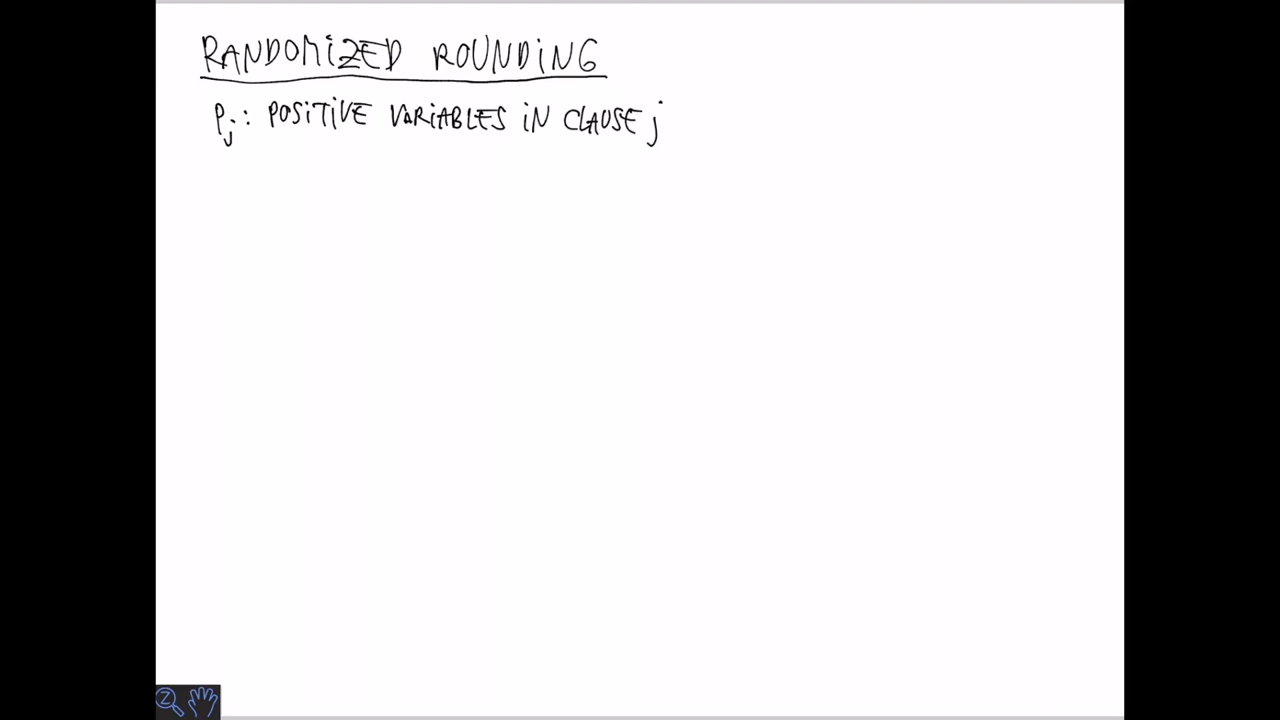 RANDOMIZED ROUNDING
Pj: POSITIVE VARIABLES IN CLAUSE j
Z